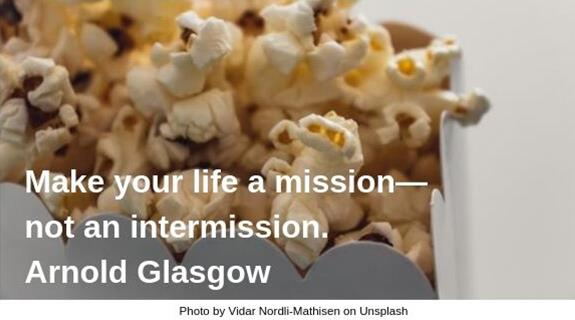 Make your life a mission—
not an intermission.
Arnold Glasgow
Photo by Vidar Nordli-Mathisen on Unsplash